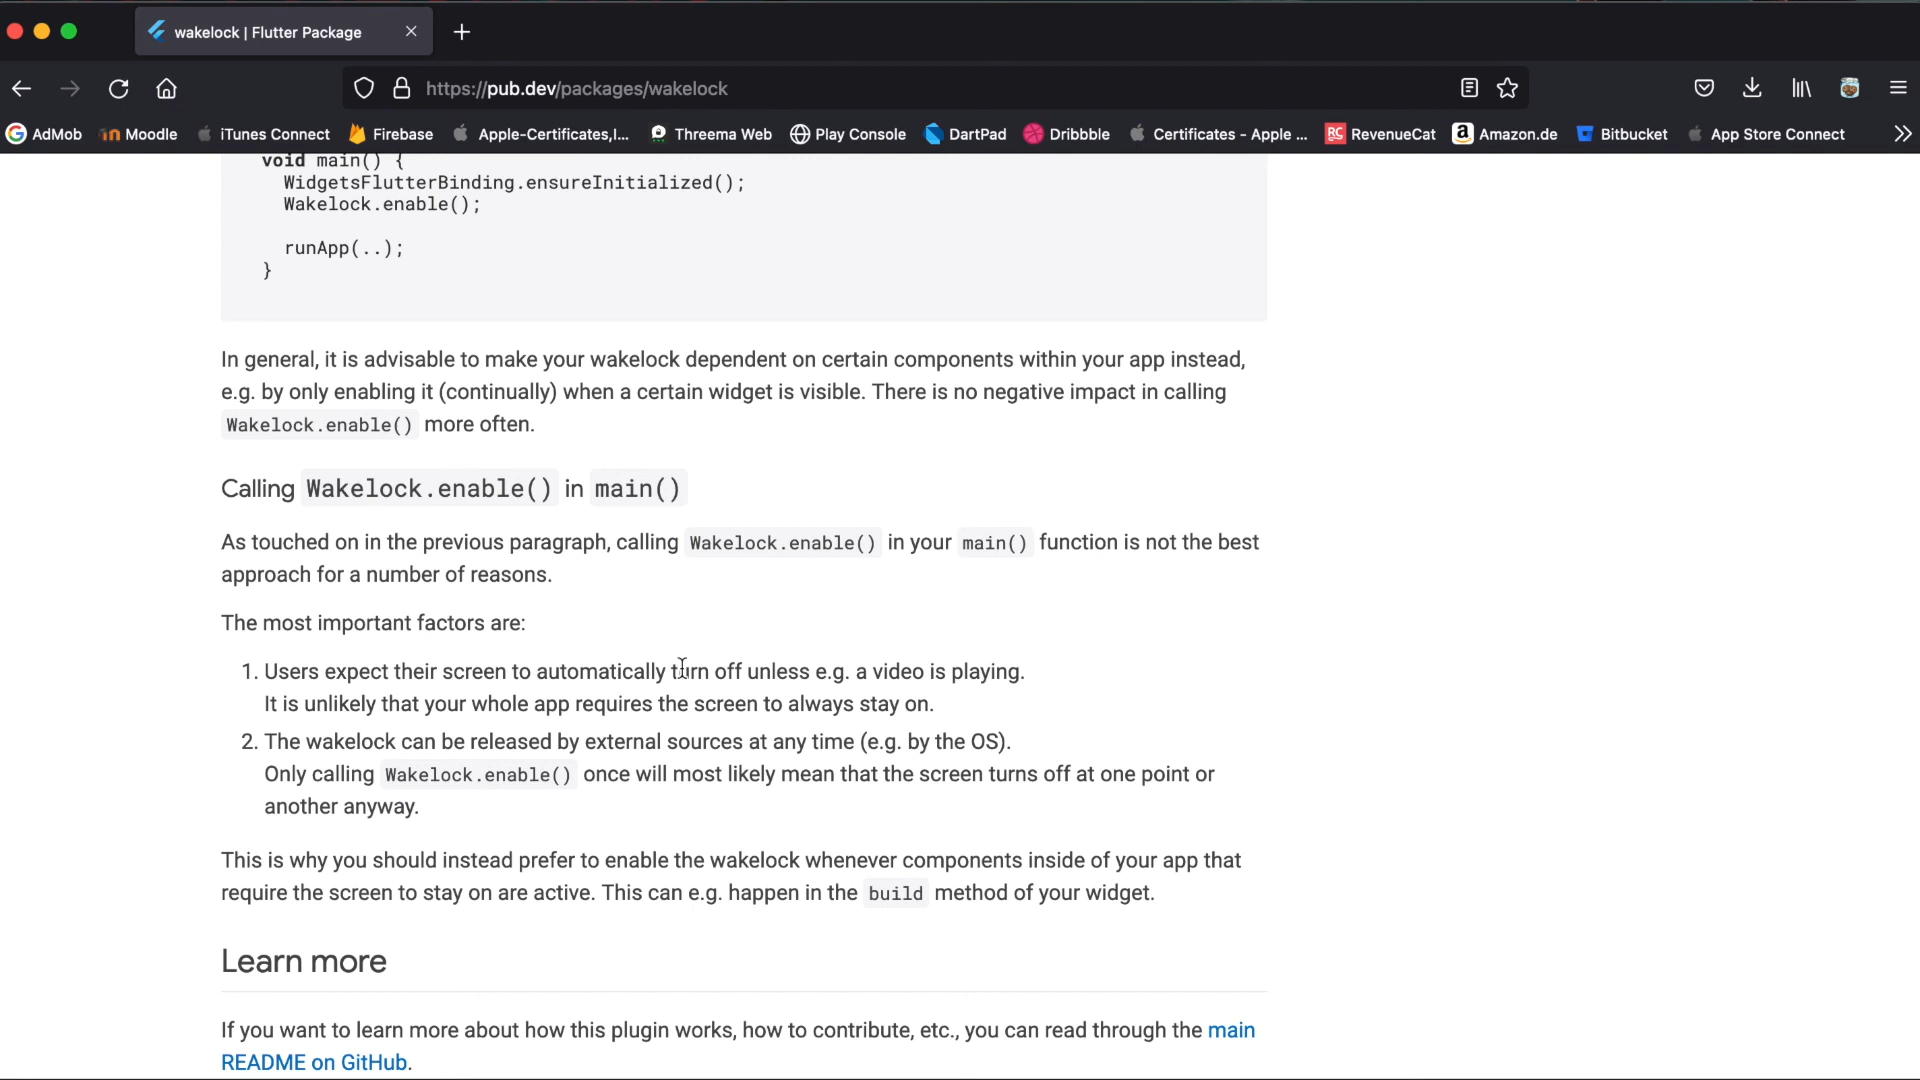 wakelock | Flutter Package
https://pub.dev/packages/wakelock
AdMob Moodle iTunes Connect Firebase Apple-Certificates,I... Threema Web Play Console DartPad Dribbble Certificates - Apple ... RC RevenueCat Amazon.de Bitbucket App Store Connect
void main() {
WidgetsFlutterBinding.ensureInitialized();
Wakelock.enable();
runApp(..);
}
In general, it is advisable to make your wakelock dependent on certain components within your app instead,
e.g. by only enabling it (continually) when a certain widget is visible. There is no negative impact in calling
Wakelock.enable() more often.
Calling Wakelock.enable() in main()
As touched on in the previous paragraph, calling Wakelock.enable() in your main() function is not the best
approach for a number of reasons.
The most important factors are:
1. Users expect their screen to automatically turn off unless e.g. a video is playing.
It is unlikely that your whole app requires the screen to always stay on.
2. The wakelock can be released by external sources at any time (e.g. by the OS).
Only calling Wakelock.enable() once will most likely mean that the screen turns off at one point or
another anyway.
This is why you should instead prefer to enable the wakelock whenever components inside of your app that
require the screen to stay on are active. This can e.g. happen in the build method of your widget.
Learn more
If you want to learn more about how this plugin works, how to contribute, etc., you can read through the main
README on GitHub.